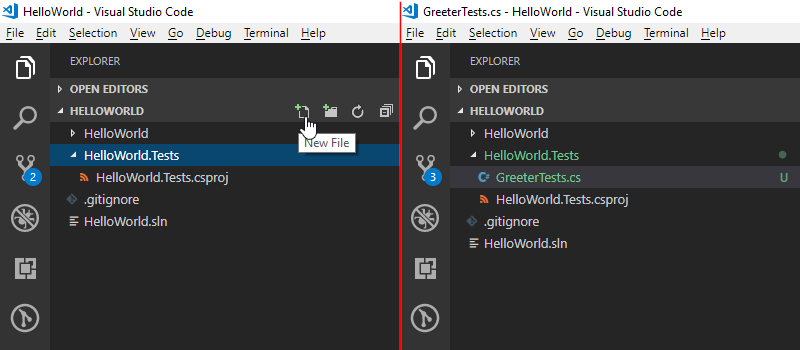 HelloWorld - Visual Studio Code
File Edit Selection View Go Debug Terminal Help
EXPLORER
OPEN EDITORS
HELLOWORLD
New File
HelloWorld
HelloWorld.Tests
HelloWorld.Tests.csproj
.gitignore
HelloWorld.sln
2
GreeterTests.cs - HelloWorld - Visual Studio Code
File Edit Selection View Go Debug Terminal Help
EXPLORER
OPEN EDITORS
HELLOWORLD
HelloWorld
HelloWorld.Tests
GreeterTests.cs U
HelloWorld.Tests.csproj
.gitignore
HelloWorld.sln
3